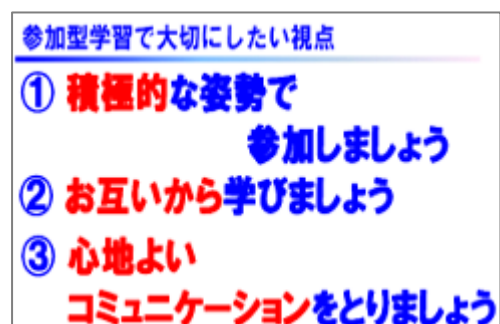 参加型学習で大切にしたい視点
① 積極的な姿勢で
参加しましょう
② お互いから学びましょう
③ 心地よい
コミュニケーションをとりましょう